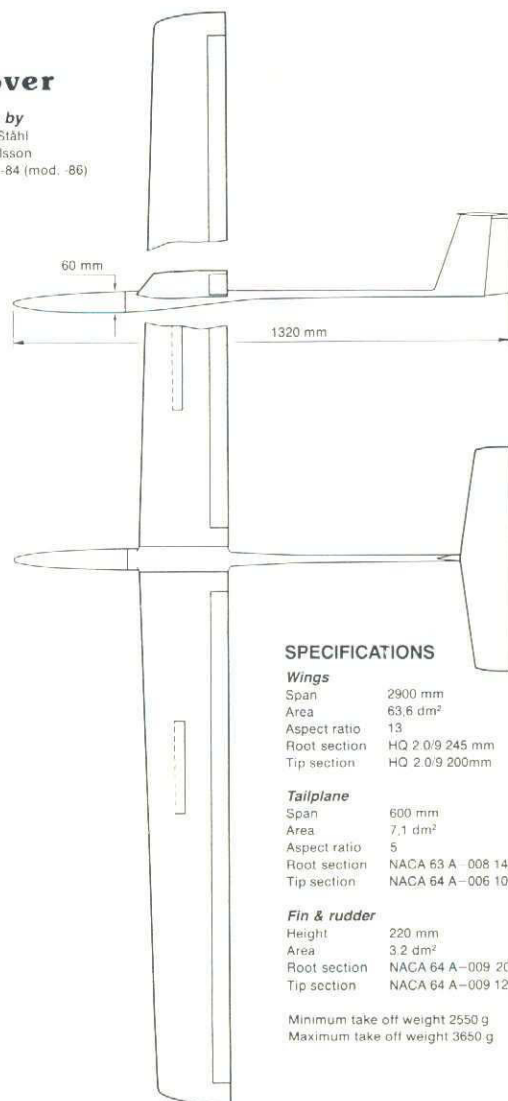 by
Ståhl
-84 (mod. -86)
60 mm
1320 mm
SPECIFICATIONS
Wings
Span 2900 mm
Area 63,6 dm²
Aspect ratio 13
Root section HQ 2.0/9 245 mm
Tip section HQ 2.0/9 200mm
Tailplane
Span 600 mm
Area 7,1 dm²
Aspect ratio 5
Root section NACA 63 A–008 14
Tip section NACA 64 A–006 10
Fin & rudder
Height 220 mm
Area 3.2 dm²
Root section NACA 64 A–009 20
Tip section NACA 64 A–009 12
Minimum take off weight 2550 g
Maximum take off weight 3650 g